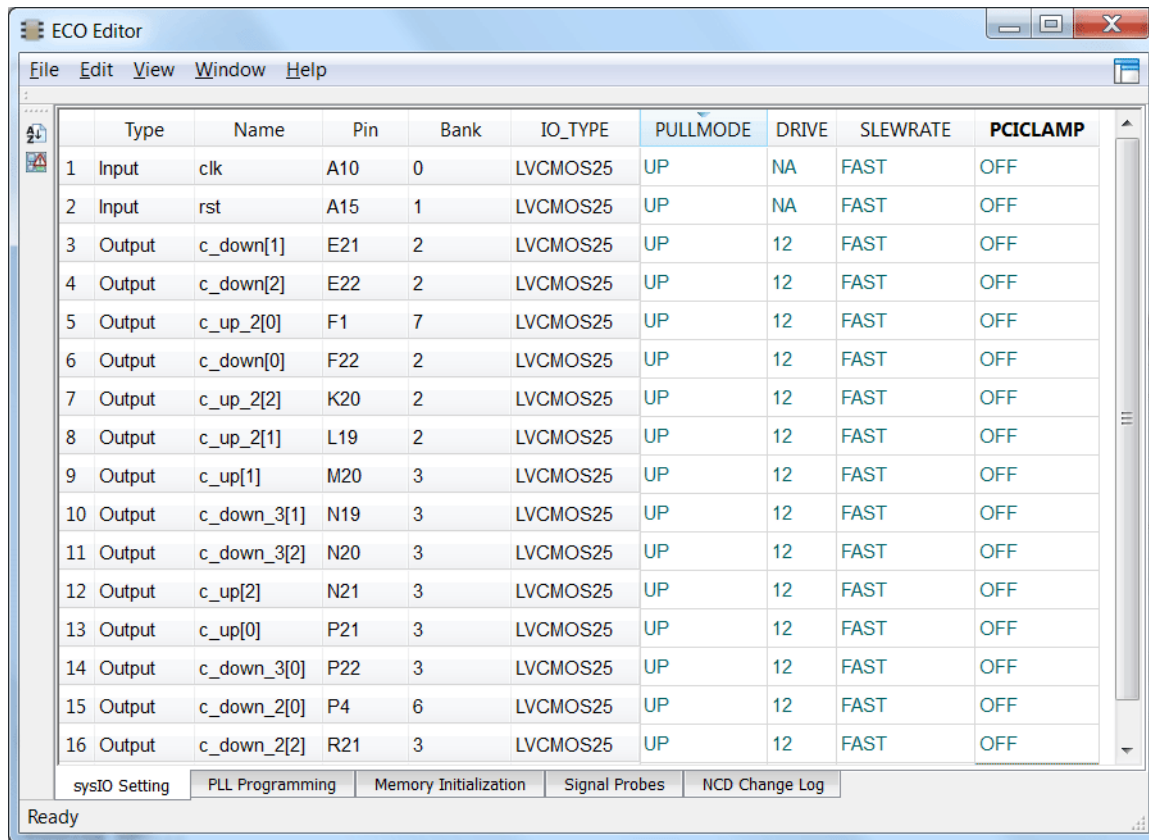 ECO Editor
File Edit View Window Help
Type Name Pin Bank IO_TYPE PULLMODE DRIVE SLEWRATE PCICLAMP
1 Input clk A10 0 LVCMOS25 UP NA FAST OFF
2 Input rst A15 1 LVCMOS25 UP NA FAST OFF
3 Output c_down[1] E21 2 LVCMOS25 UP 12 FAST OFF
4 Output c_down[2] E22 2 LVCMOS25 UP 12 FAST OFF
5 Output c_up_2[0] F1 7 LVCMOS25 UP 12 FAST OFF
6 Output c_down[0] F22 2 LVCMOS25 UP 12 FAST OFF
7 Output c_up_2[2] K20 2 LVCMOS25 UP 12 FAST OFF
8 Output c_up_2[1] L19 2 LVCMOS25 UP 12 FAST OFF
9 Output c_up[1] M20 3 LVCMOS25 UP 12 FAST OFF
10 Output c_down_3[1] N19 3 LVCMOS25 UP 12 FAST OFF
11 Output c_down_3[2] N20 3 LVCMOS25 UP 12 FAST OFF
12 Output c_up[2] N21 3 LVCMOS25 UP 12 FAST OFF
13 Output c_up[0] P21 3 LVCMOS25 UP 12 FAST OFF
14 Output c_down_3[0] P22 3 LVCMOS25 UP 12 FAST OFF
15 Output c_down_2[0] P4 6 LVCMOS25 UP 12 FAST OFF
16 Output c_down_2[2] R21 3 LVCMOS25 UP 12 FAST OFF
sysIO Setting PLL Programming Memory Initialization Signal Probes NCD Change Log
Ready